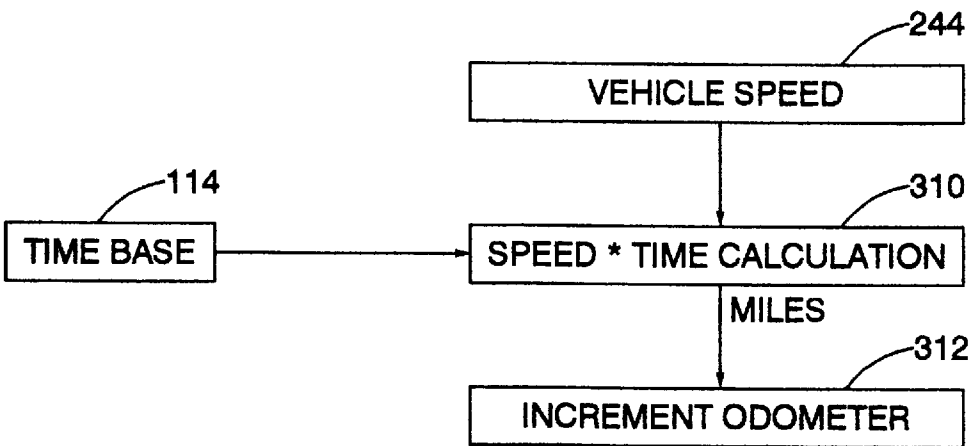 244
VEHICLE SPEED
114
310
TIME BASE
SPEED * TIME CALCULATION
MILES
312
INCREMENT ODOMETER